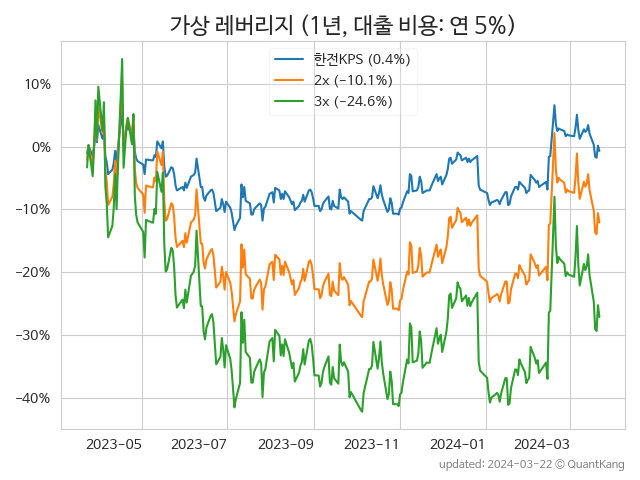 가상 레버리지 (1년, 대출 비용: 연 5%)
한전KPS (0.4%)
2x (−10.1%)
3x (−24.6%)
10%
0%
−10%
−20%
−30%
−40%
2023-05 2023-07 2023-09 2023-11 2024-01 2024-03
updated: 2024-03-22 © QuantKang